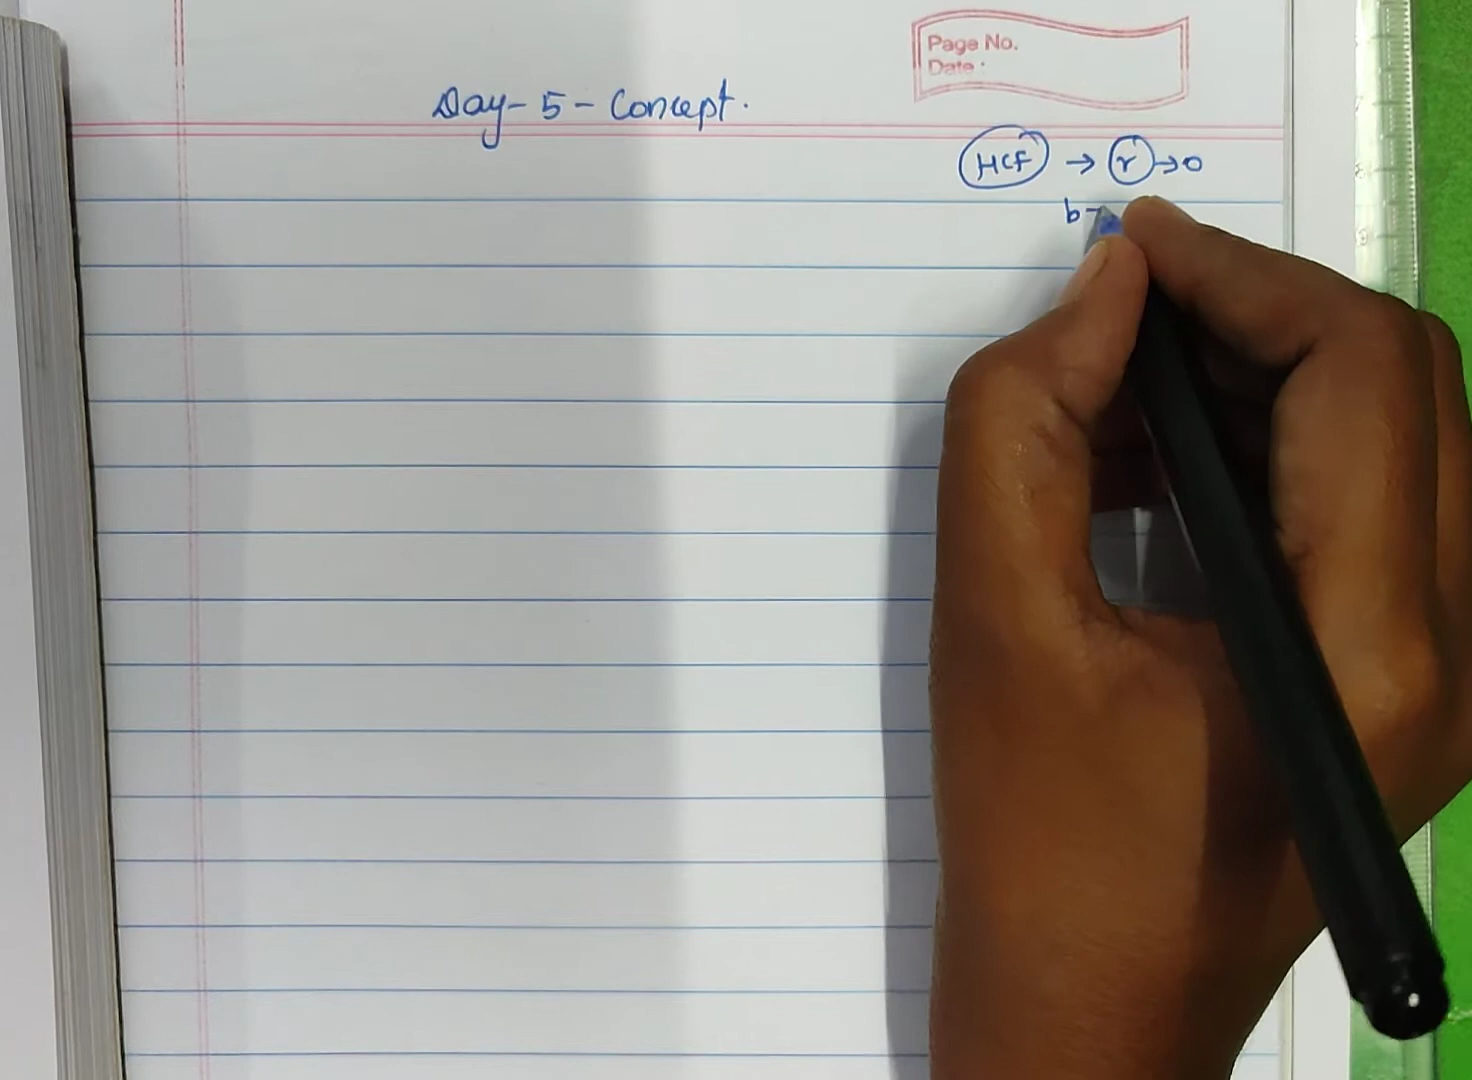 Page No.
Date :
Day - 5 - Concept.
HCF → r → 0
b →